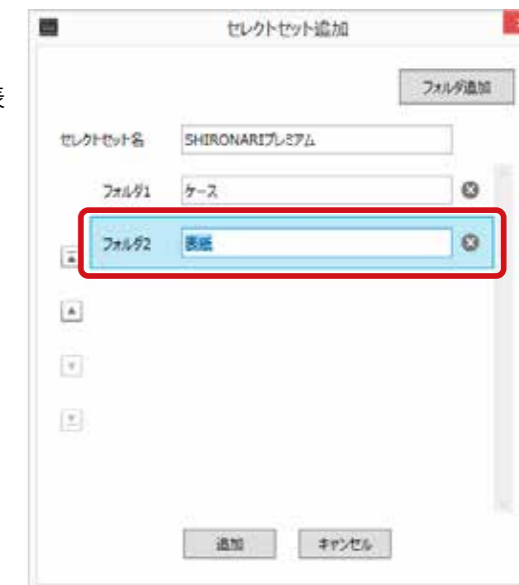 セレクトセット追加
フォルダ追加
セレクトセット名 SHIRONARIプレミアム
フォルダ1 ケース
フォルダ2 表紙
追加 キャンセル